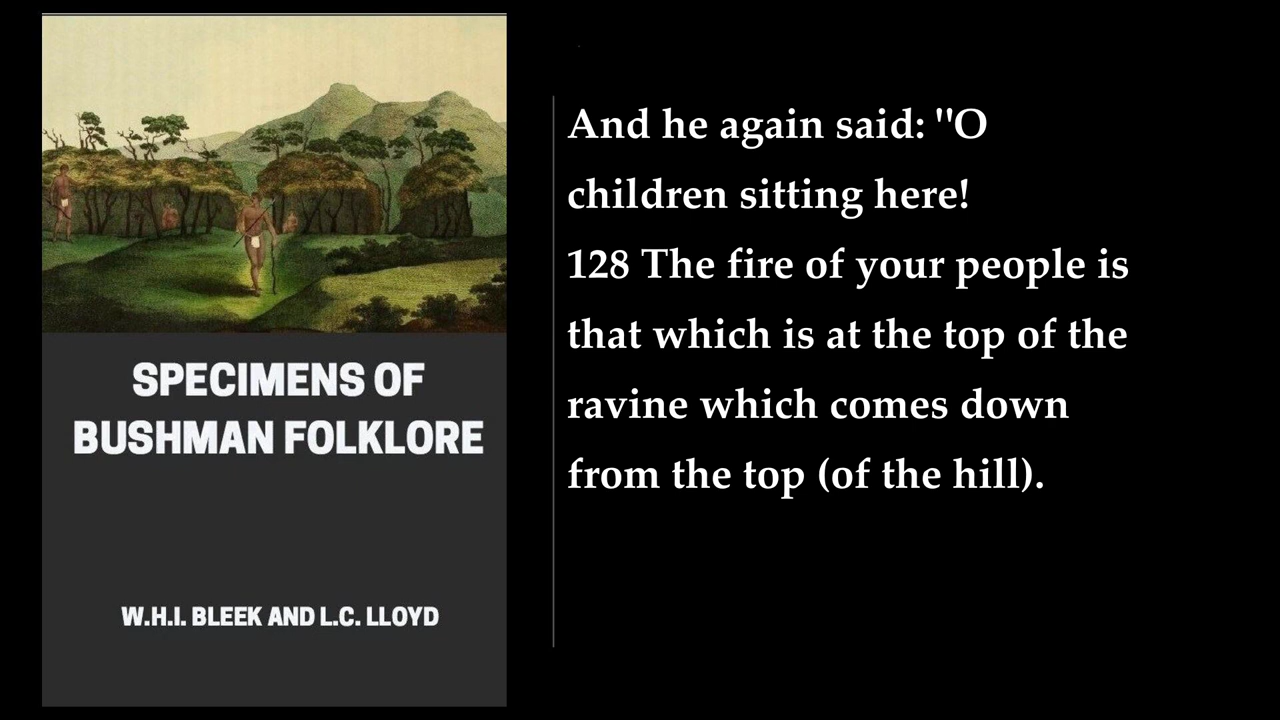 SPECIMENS OF
BUSHMAN FOLKLORE
W.H.I. BLEEK AND L.C. LLOYD
And he again said: "O
children sitting here!
128 The fire of your people is
that which is at the top of the
ravine which comes down
from the top (of the hill).